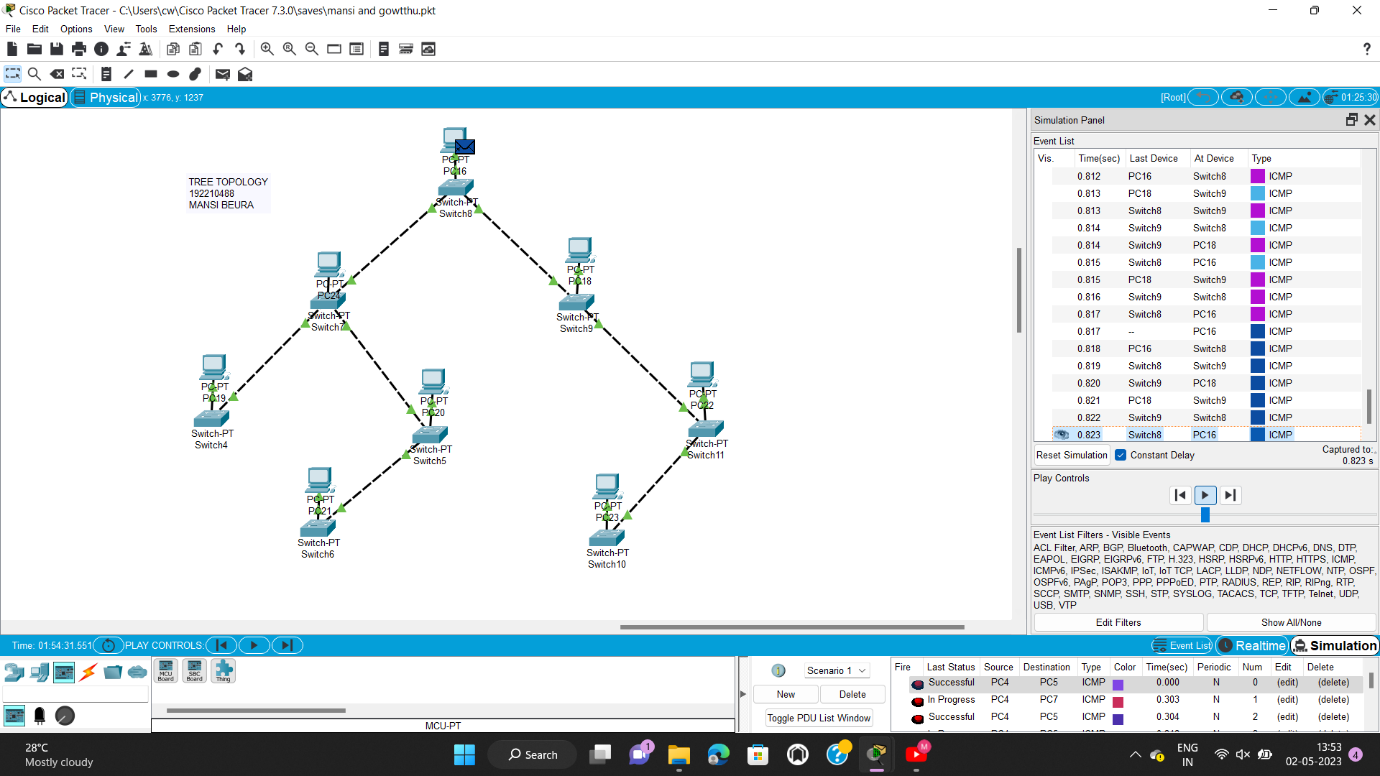 Cisco Packet Tracer - C:\Users\cw\Cisco Packet Tracer 7.3.0\saves\mansi and gowtthu.pkt
File Edit Options View Tools Extensions Help
?
Logical Physical x: 3776, y: 1237 [Root] 01:25:30
TREE TOPOLOGY
192210488
MANSI BEURA
PC-PT
PC16
Switch-PT
Switch8
PC-PT
PC24
Switch-PT
Switch7
PC-PT
PC18
Switch-PT
Switch9
PC-PT
PC19
Switch-PT
Switch4
PC-PT
PC20
Switch-PT
Switch5
PC-PT
PC22
Switch-PT
Switch11
PC-PT
PC21
Switch-PT
Switch6
PC-PT
PC23
Switch-PT
Switch10
Simulation Panel
Event List
Vis. Time(sec) Last Device At Device Type
0.812 PC16 Switch8 ICMP
0.813 PC18 Switch9 ICMP
0.813 Switch8 Switch9 ICMP
0.814 Switch9 Switch8 ICMP
0.814 Switch9 PC18 ICMP
0.815 Switch8 PC16 ICMP
0.815 PC18 Switch9 ICMP
0.816 Switch9 Switch8 ICMP
0.817 Switch8 PC16 ICMP
0.817 -- PC16 ICMP
0.818 PC16 Switch8 ICMP
0.819 Switch8 Switch9 ICMP
0.820 Switch9 PC18 ICMP
0.821 PC18 Switch9 ICMP
0.822 Switch9 Switch8 ICMP
0.823 Switch8 PC16 ICMP
Reset Simulation Constant Delay Captured to:
0.823 s
Play Controls
Event List Filters - Visible Events
ACL Filter, ARP, BGP, Bluetooth, CAPWAP, CDP, DHCP, DHCPv6, DNS, DTP,
EAPOL, EIGRP, EIGRPv6, FTP, H.323, HSRP, HSRPv6, HTTP, HTTPS, ICMP,
ICMPv6, IPSec, ISAKMP, IoT, IoT TCP, LACP, LLDP, NDP, NETFLOW, NTP, OSPF,
OSPFv6, PAgP, POP3, PPP, PPPoED, PTP, RADIUS, REP, RIP, RIPng, RTP,
SCCP, SMTP, SNMP, SSH, STP, SYSLOG, TACACS, TCP, TFTP, Telnet, UDP,
USB, VTP
Edit Filters Show All/None
Time: 01:54:31.551 PLAY CONTROLS: Event List Realtime Simulation
MCU Board
SBC Board
Thing
MCU-PT
Scenario 1
New Delete
Toggle PDU List Window
Fire Last Status Source Destination Type Color Time(sec) Periodic Num Edit Delete
Successful PC4 PC5 ICMP 0.000 N 0 (edit) (delete)
In Progress PC4 PC7 ICMP 0.303 N 1 (edit) (delete)
Successful PC4 PC5 ICMP 0.304 N 2 (edit) (delete)
28°C
Mostly cloudy
Search
1
M
ENG
IN
13:53
02-05-2023
4